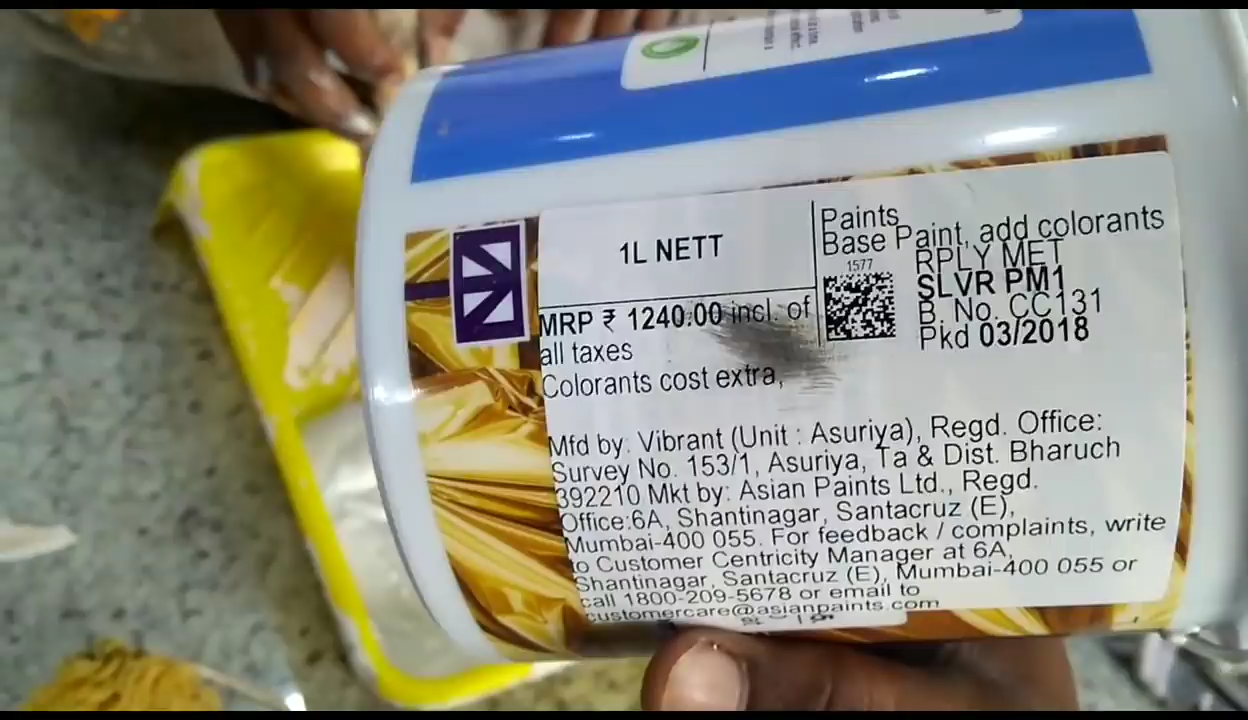 1L NETT
MRP ₹ 1240.00 incl. of
all taxes
Colorants cost extra,
Paints
Base Paint, add colorants
1577
RPLY MET
SLVR PM1
B. No. CC131
Pkd 03/2018
Mfd by: Vibrant (Unit : Asuriya), Regd. Office:
Survey No. 153/1, Asuriya, Ta & Dist. Bharuch
392210 Mkt by: Asian Paints Ltd., Regd.
Office:6A, Shantinagar, Santacruz (E),
Mumbai-400 055. For feedback / complaints, write
to Customer Centricity Manager at 6A,
Shantinagar, Santacruz (E), Mumbai-400 055 or
call 1800-209-5678 or email to
customercare@asianpaints.com